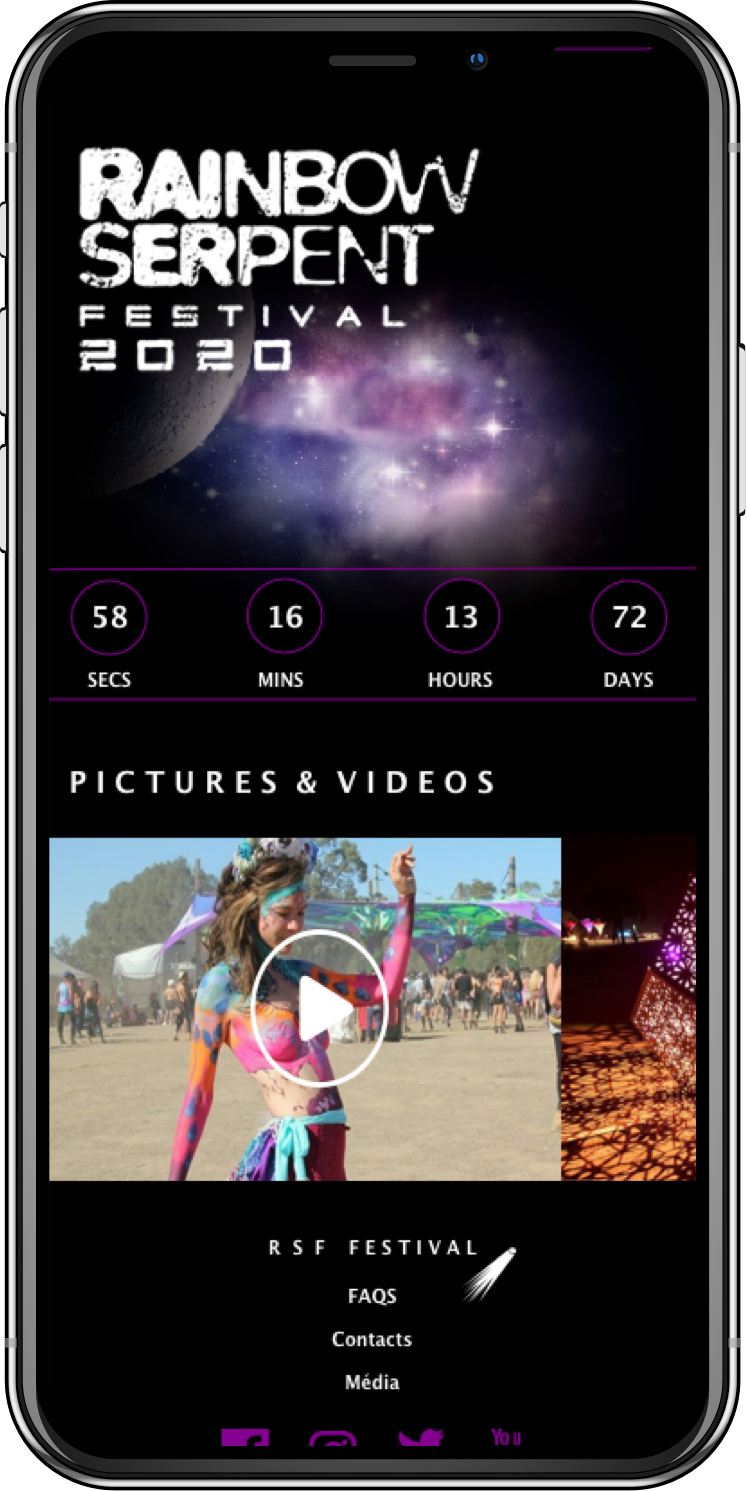 RAINBOW
SERPENT
FESTIVAL
2020
58 16 13 72
SECS MINS HOURS DAYS
PICTURES & VIDEOS
RSF FESTIVAL
FAQS
Contacts
Média
You